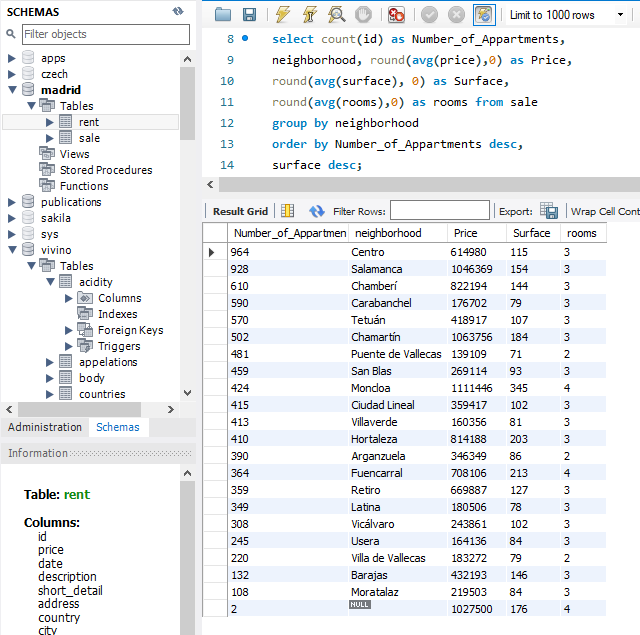 SCHEMAS
Filter objects
apps
czech
madrid
Tables
rent
sale
Views
Stored Procedures
Functions
publications
sakila
sys
vivino
Tables
acidity
Columns
Indexes
Foreign Keys
Triggers
appelations
body
countries
Administration Schemas
Information
Table: rent
Columns:
id
price
date
description
short_detail
address
country
city
Limit to 1000 rows
8 select count(id) as Number_of_Appartments,
9 neighborhood, round(avg(price),0) as Price,
10 round(avg(surface), 0) as Surface,
11 round(avg(rooms),0) as rooms from sale
12 group by neighborhood
13 order by Number_of_Appartments desc,
14 surface desc;
Result Grid Filter Rows: Export: Wrap Cell Cont
Number_of_Appartmen neighborhood Price Surface rooms
964 Centro 614980 115 3
928 Salamanca 1046369 154 3
610 Chamberí 822194 144 3
590 Carabanchel 176702 79 3
570 Tetuán 418917 107 3
502 Chamartín 1063756 184 3
481 Puente de Vallecas 139109 71 2
459 San Blas 269114 93 3
424 Moncloa 1111446 345 4
415 Ciudad Lineal 359417 102 3
413 Villaverde 160356 81 3
410 Hortaleza 814188 203 3
390 Arganzuela 346349 86 2
364 Fuencarral 708106 213 4
359 Retiro 669887 127 3
349 Latina 180506 78 3
308 Vicálvaro 243861 102 3
245 Usera 164136 84 3
220 Villa de Vallecas 183272 79 2
132 Barajas 432193 146 3
108 Moratalaz 219503 84 3
2 NULL 1027500 176 4